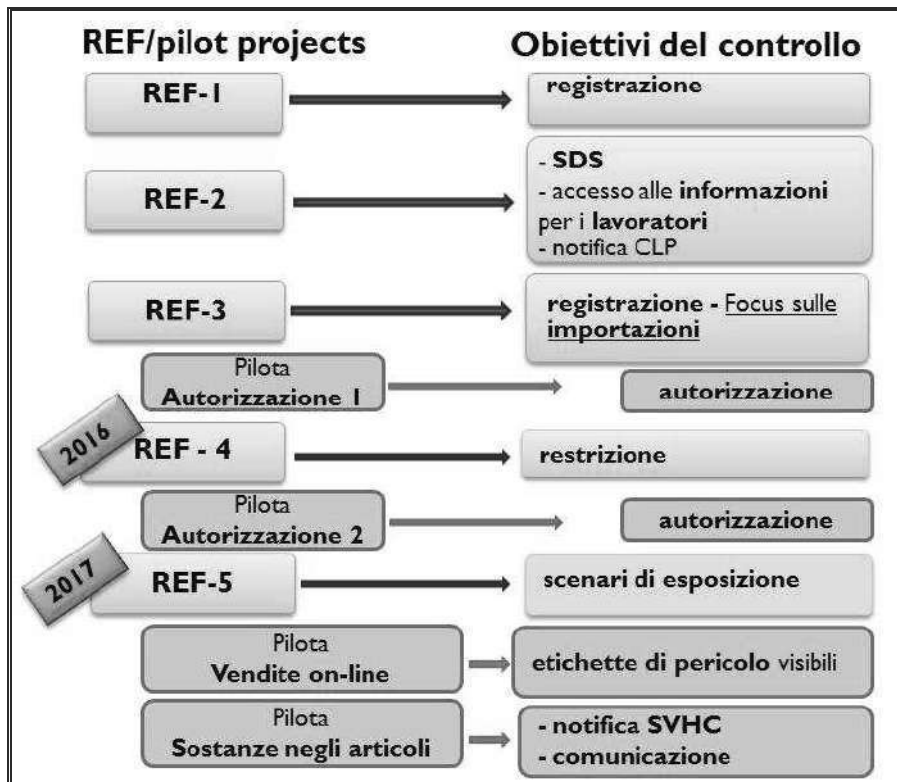 REF/pilot projects
Obiettivi del controllo
REF-1
registrazione
REF-2
- SDS
- accesso alle informazioni
per i lavoratori
- notifica CLP
REF-3
registrazione - Focus sulle
importazioni
Pilota
Autorizzazione 1
autorizzazione
2016
REF - 4
restrizione
Pilota
Autorizzazione 2
autorizzazione
2017
REF-5
scenari di esposizione
Pilota
Vendite on-line
etichette di pericolo visibili
Pilota
Sostanze negli articoli
- notifica SVHC
- comunicazione